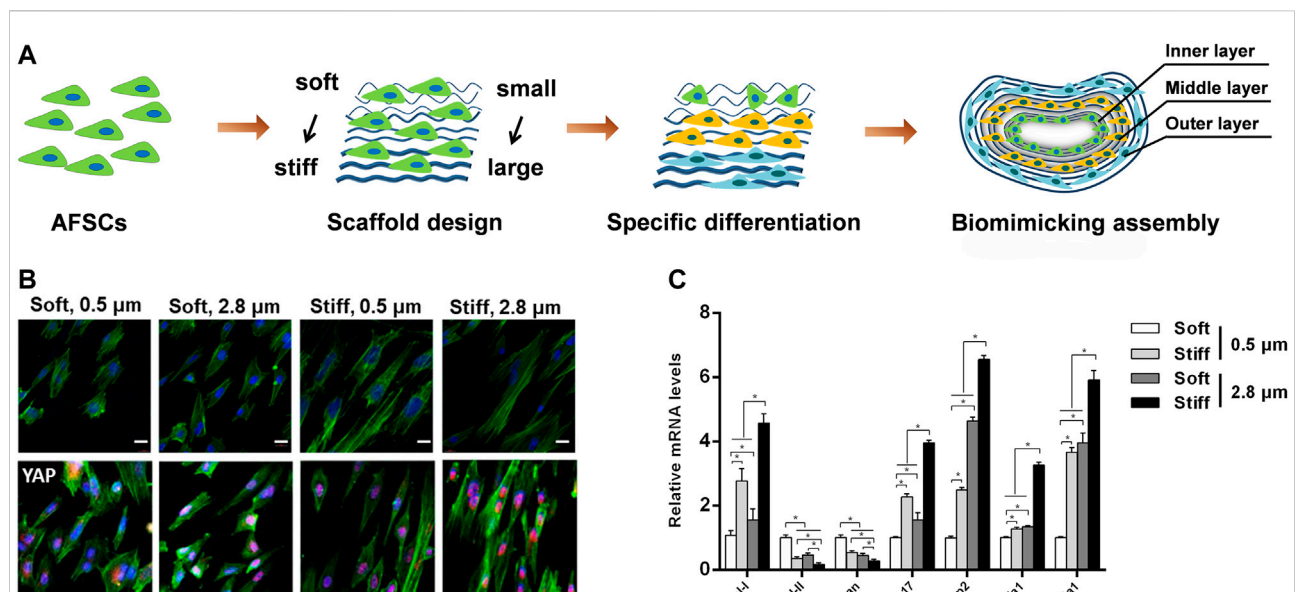 A
soft
stiff
small
large
Inner layer
Middle layer
Outer layer
AFSCs
Scaffold design
Specific differentiation
Biomimicking assembly
B
Soft, 0.5 µm
Soft, 2.8 µm
Stiff, 0.5 µm
Stiff, 2.8 µm
YAP
C
Relative mRNA levels
8
6
4
2
0
Soft
Stiff
0.5 µm
Soft
Stiff
2.8 µm